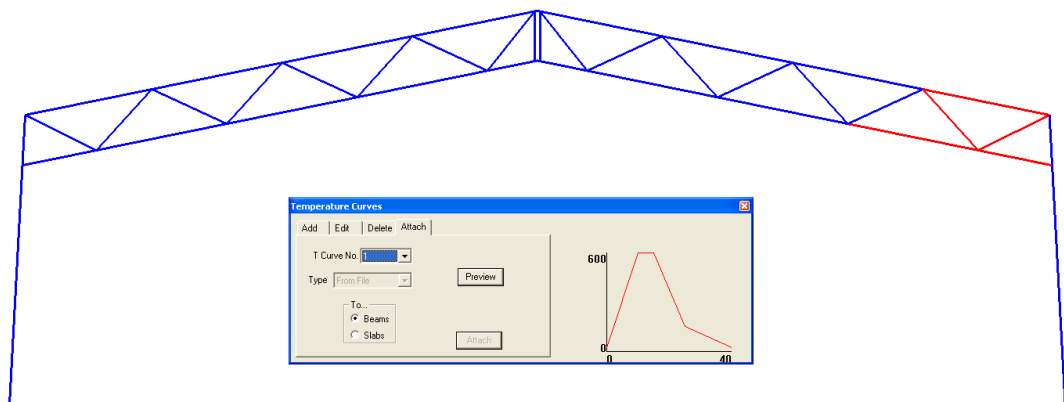 Temperature Curves
Add Edit Delete Attach
T Curve No. 1
Type From File
Preview
To...
Beams
Slabs
Attach
600
0
0 40